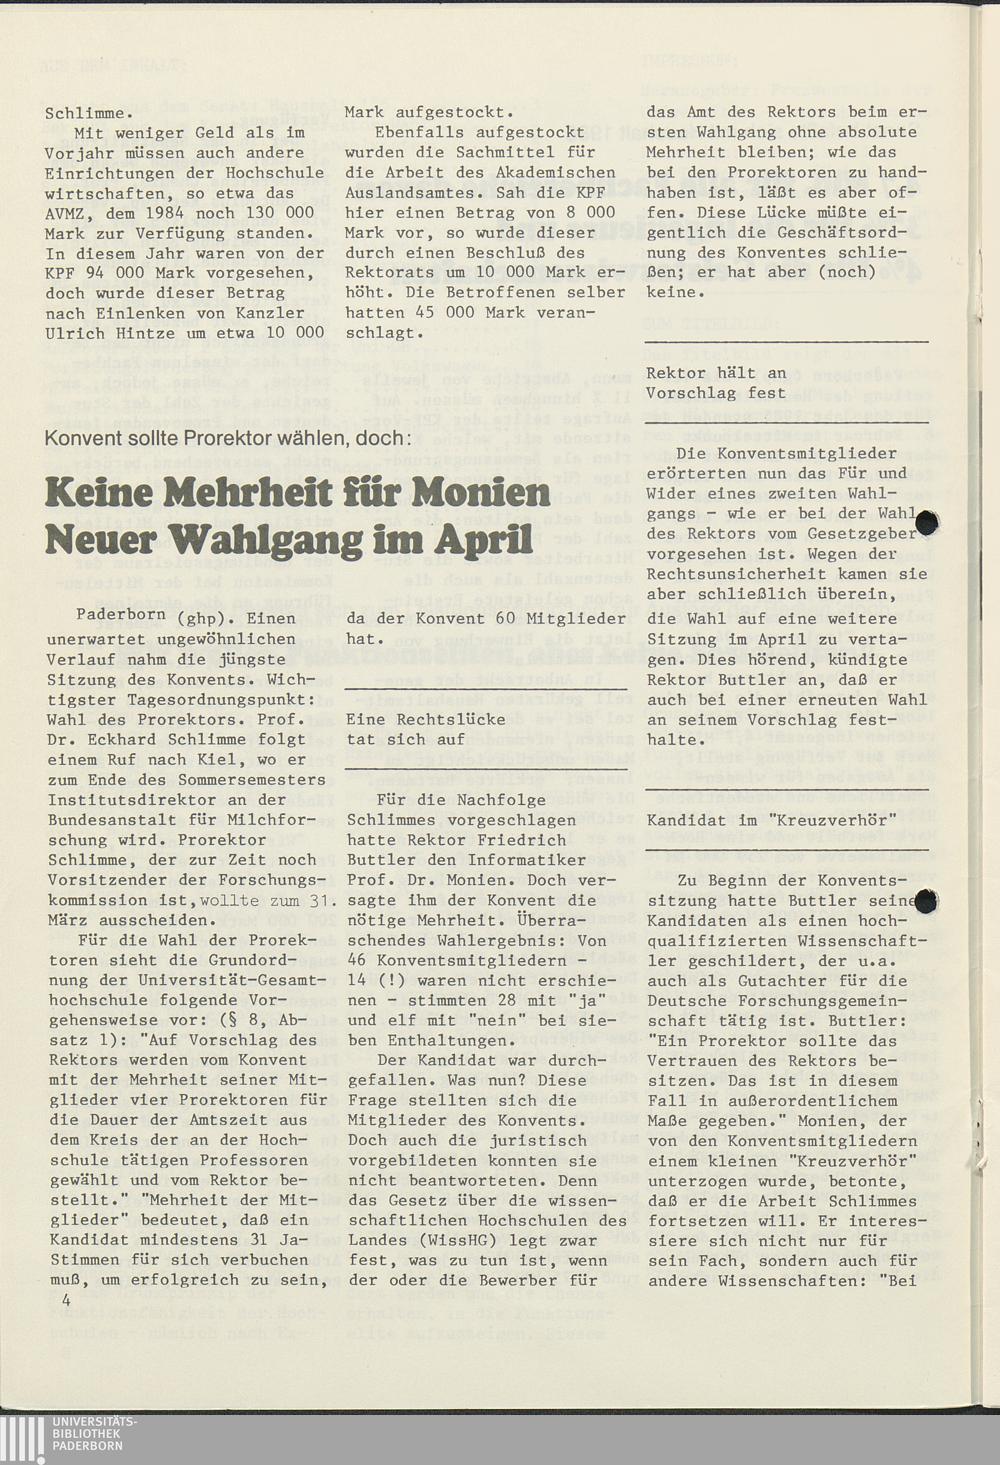 Schlimme.
Mit weniger Geld als im
Vorjahr müssen auch andere
Einrichtungen der Hochschule
wirtschaften, so etwa das
AVMZ, dem 1984 noch 130 000
Mark zur Verfügung standen.
In diesem Jahr waren von der
KPF 94 000 Mark vorgesehen,
doch wurde dieser Betrag
nach Einlenken von Kanzler
Ulrich Hintze um etwa 10 000
Mark aufgestockt.
Ebenfalls aufgestockt
wurden die Sachmittel für
die Arbeit des Akademischen
Auslandsamtes. Sah die KPF
hier einen Betrag von 8 000
Mark vor, so wurde dieser
durch einen Beschluß des
Rektorats um 10 000 Mark er-
höht. Die Betroffenen selber
hatten 45 000 Mark veran-
schlagt.
Konvent sollte Prorektor wählen, doch:
Keine Mehrheit für Monien
Neuer Wahlgang im April
Paderborn (ghp). Einen
unerwartet ungewöhnlichen
Verlauf nahm die jüngste
Sitzung des Konvents. Wich-
tigster Tagesordnungspunkt:
Wahl des Prorektors. Prof.
Dr. Eckhard Schlimme folgt
einem Ruf nach Kiel, wo er
zum Ende des Sommersemesters
Institutsdirektor an der
Bundesanstalt für Milchfor-
schung wird. Prorektor
Schlimme, der zur Zeit noch
Vorsitzender der Forschungs-
kommission ist, wollte zum 31.
März ausscheiden.
Für die Wahl der Prorek-
toren sieht die Grundord-
nung der Universität-Gesamt-
hochschule folgende Vor-
gehensweise vor: (§ 8, Ab-
satz 1): "Auf Vorschlag des
Rektors werden vom Konvent
mit der Mehrheit seiner Mit-
glieder vier Prorektoren für
die Dauer der Amtszeit aus
dem Kreis der an der Hoch-
schule tätigen Professoren
gewählt und vom Rektor be-
stellt." "Mehrheit der Mit-
glieder" bedeutet, daß ein
Kandidat mindestens 31 Ja-
Stimmen für sich verbuchen
muß, um erfolgreich zu sein,
da der Konvent 60 Mitglieder
hat.
Eine Rechtslücke
tat sich auf
Für die Nachfolge
Schlimmes vorgeschlagen
hatte Rektor Friedrich
Buttler den Informatiker
Prof. Dr. Monien. Doch ver-
sagte ihm der Konvent die
nötige Mehrheit. Überra-
schendes Wahlergebnis: Von
46 Konventsmitgliedern -
14 (!) waren nicht erschie-
nen - stimmten 28 mit "ja"
und elf mit "nein" bei sie-
ben Enthaltungen.
Der Kandidat war durch-
gefallen. Was nun? Diese
Frage stellten sich die
Mitglieder des Konvents.
Doch auch die juristisch
vorgebildeten konnten sie
nicht beantworteten. Denn
das Gesetz über die wissen-
schaftlichen Hochschulen des
Landes (WissHG) legt zwar
fest, was zu tun ist, wenn
der oder die Bewerber für
das Amt des Rektors beim er-
sten Wahlgang ohne absolute
Mehrheit bleiben; wie das
bei den Prorektoren zu hand-
haben ist, läßt es aber of-
fen. Diese Lücke müßte ei-
gentlich die Geschäftsord-
nung des Konventes schlie-
ßen; er hat aber (noch)
keine.
Rektor hält an
Vorschlag fest
Die Konventsmitglieder
erörterten nun das Für und
Wider eines zweiten Wahl-
gangs - wie er bei der Wahl
des Rektors vom Gesetzgeber
vorgesehen ist. Wegen der
Rechtsunsicherheit kamen sie
aber schließlich überein,
die Wahl auf eine weitere
Sitzung im April zu verta-
gen. Dies hörend, kündigte
Rektor Buttler an, daß er
auch bei einer erneuten Wahl
an seinem Vorschlag fest-
halte.
Kandidat im "Kreuzverhör"
Zu Beginn der Konvents-
sitzung hatte Buttler seinen
Kandidaten als einen hoch-
qualifizierten Wissenschaft-
ler geschildert, der u.a.
auch als Gutachter für die
Deutsche Forschungsgemein-
schaft tätig ist. Buttler:
"Ein Prorektor sollte das
Vertrauen des Rektors be-
sitzen. Das ist in diesem
Fall in außerordentlichem
Maße gegeben." Monien, der
von den Konventsmitgliedern
einem kleinen "Kreuzverhör"
unterzogen wurde, betonte,
daß er die Arbeit Schlimmes
fortsetzen will. Er interes-
siere sich nicht nur für
sein Fach, sondern auch für
andere Wissenschaften: "Bei
4
UNIVERSITÄTS-
BIBLIOTHEK
PADERBORN